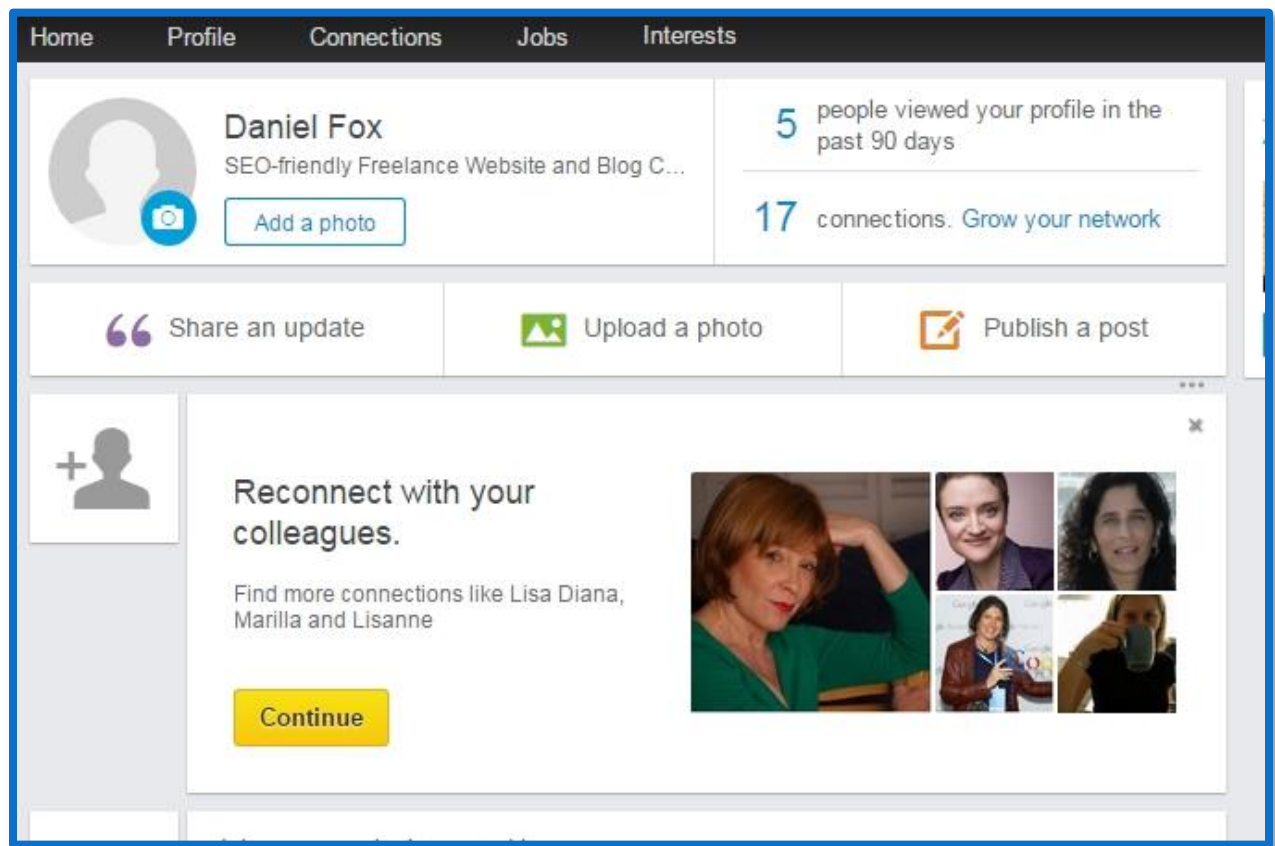 Home Profile Connections Jobs Interests
Daniel Fox
SEO-friendly Freelance Website and Blog C...
Add a photo
5 people viewed your profile in the
past 90 days
17 connections. Grow your network
Share an update
Upload a photo
Publish a post
Reconnect with your
colleagues.
Find more connections like Lisa Diana,
Marilla and Lisanne
Continue